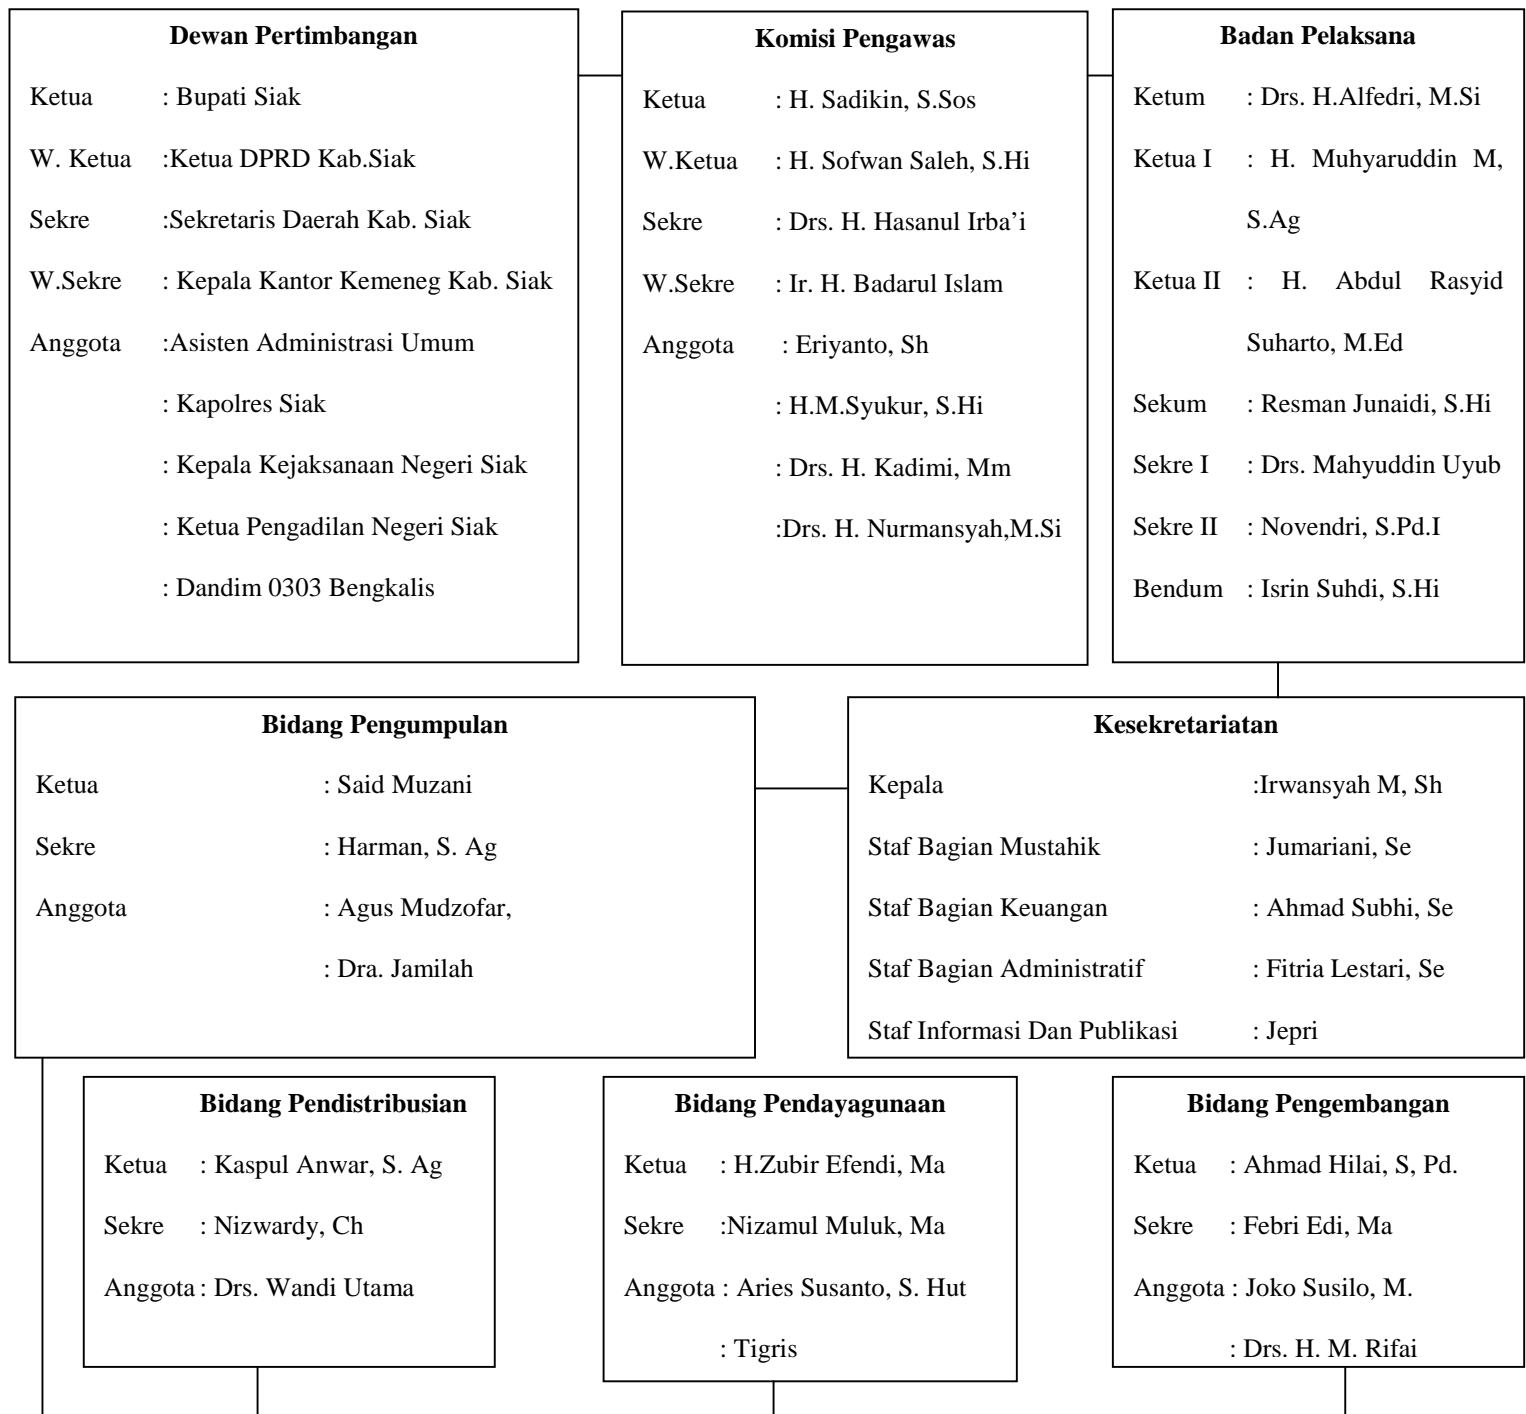 Dewan Pertimbangan
Ketua : Bupati Siak
W. Ketua :Ketua DPRD Kab.Siak
Sekre :Sekretaris Daerah Kab. Siak
W.Sekre : Kepala Kantor Kemeneg Kab. Siak
Anggota :Asisten Administrasi Umum
: Kapolres Siak
: Kepala Kejaksanaan Negeri Siak
: Ketua Pengadilan Negeri Siak
: Dandim 0303 Bengkalis
Komisi Pengawas
Ketua : H. Sadikin, S.Sos
W.Ketua : H. Sofwan Saleh, S.Hi
Sekre : Drs. H. Hasanul Irba’i
W.Sekre : Ir. H. Badarul Islam
Anggota : Eriyanto, Sh
: H.M.Syukur, S.Hi
: Drs. H. Kadimi, Mm
:Drs. H. Nurmansyah,M.Si
Badan Pelaksana
Ketum : Drs. H.Alfedri, M.Si
Ketua I : H. Muhyaruddin M,
S.Ag
Ketua II : H. Abdul Rasyid
Suharto, M.Ed
Sekum : Resman Junaidi, S.Hi
Sekre I : Drs. Mahyuddin Uyub
Sekre II : Novendri, S.Pd.I
Bendum : Isrin Suhdi, S.Hi
Bidang Pengumpulan
Ketua : Said Muzani
Sekre : Harman, S. Ag
Anggota : Agus Mudzofar,
: Dra. Jamilah
Kesekretariatan
Kepala :Irwansyah M, Sh
Staf Bagian Mustahik : Jumariani, Se
Staf Bagian Keuangan : Ahmad Subhi, Se
Staf Bagian Administratif : Fitria Lestari, Se
Staf Informasi Dan Publikasi : Jepri
Bidang Pendistribusian
Ketua : Kaspul Anwar, S. Ag
Sekre : Nizwardy, Ch
Anggota : Drs. Wandi Utama
Bidang Pendayagunaan
Ketua : H.Zubir Efendi, Ma
Sekre :Nizamul Muluk, Ma
Anggota : Aries Susanto, S. Hut
: Tigris
Bidang Pengembangan
Ketua : Ahmad Hilai, S, Pd.
Sekre : Febri Edi, Ma
Anggota : Joko Susilo, M.
: Drs. H. M. Rifai